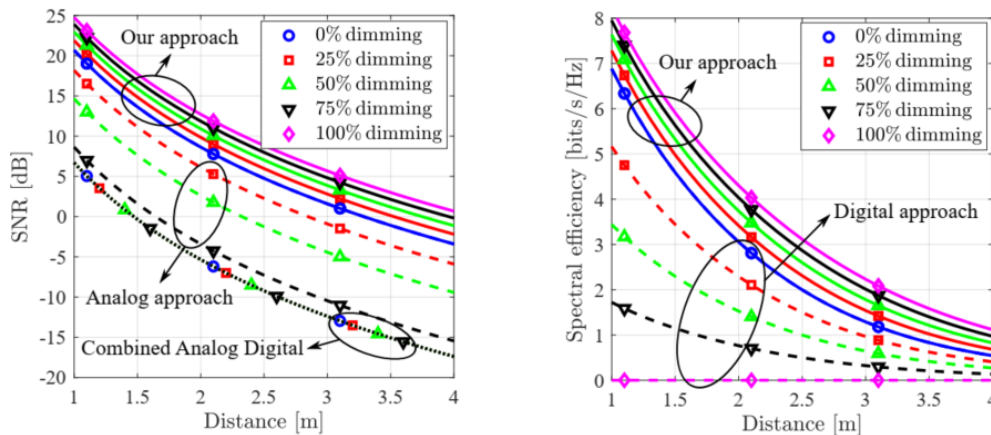 25
20
15
10
5
0
-5
-10
-15
-20
SNR [dB]
1
1.5
2
2.5
3
3.5
4
Distance [m]
Our approach
Analog approach
Combined Analog Digital
0% dimming
25% dimming
50% dimming
75% dimming
100% dimming
8
7
6
5
4
3
2
1
0
Spectral efficiency [bits/s/Hz]
1
1.5
2
2.5
3
3.5
4
Distance [m]
Our approach
Digital approach
0% dimming
25% dimming
50% dimming
75% dimming
100% dimming